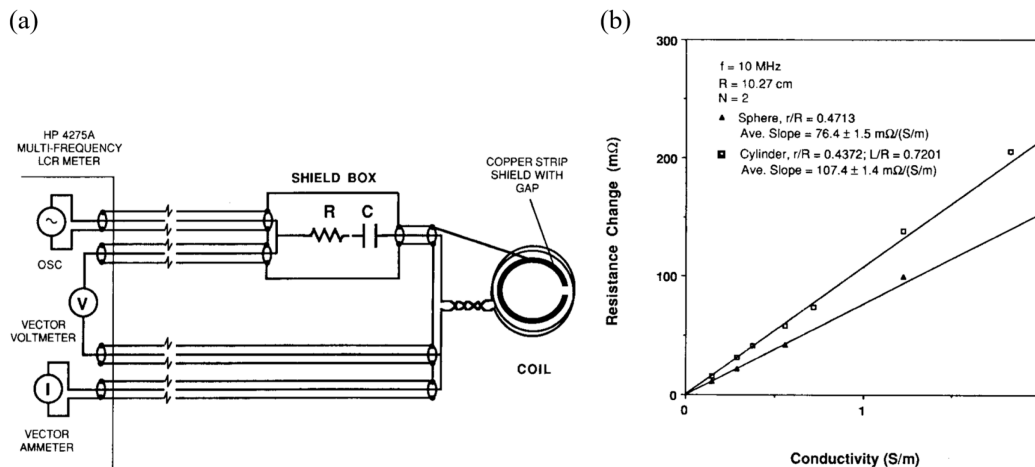 (a)
HP 4275A
MULTI-FREQUENCY
LCR METER
OSC
V
VECTOR
VOLTMETER
I
VECTOR
AMMETER
SHIELD BOX
R C
COPPER STRIP
SHIELD WITH
GAP
COIL
(b)
Resistance Change (mΩ)
300
200
100
0
f = 10 MHz
R = 10.27 cm
N = 2
Sphere, r/R = 0.4713
Ave. Slope = 76.4 ± 1.5 mΩ/(S/m)
Cylinder, r/R = 0.4372; L/R = 0.7201
Ave. Slope = 107.4 ± 1.4 mΩ/(S/m)
0 1
Conductivity (S/m)